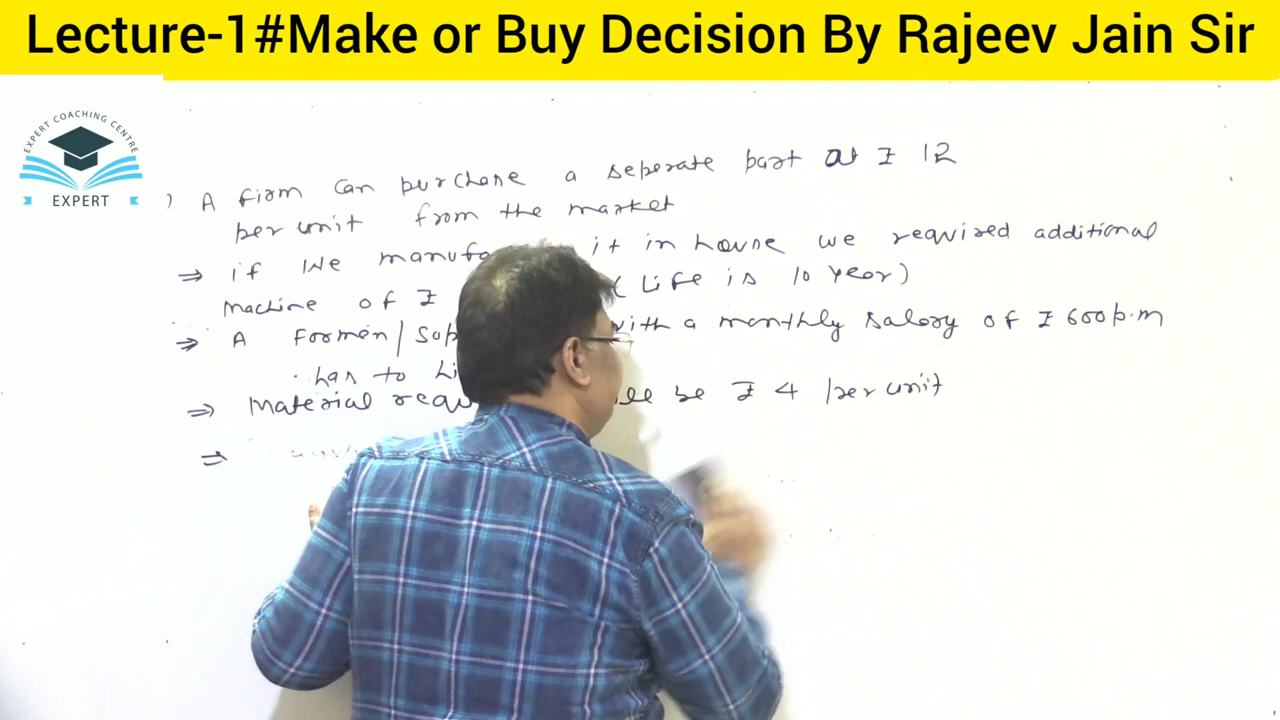 Lecture-1#Make or Buy Decision By Rajeev Jain Sir
EXPERT COACHING CENTRE
EXPERT
) A firm can purchase a seperate part at ₹ 12
per unit from the market
⇒ if we manufa it in house we required additional
machine of ₹ ( Life is 10 year)
⇒ A Formen/ Sup with a monthly salary of ₹ 600 p.m
has to
⇒ Material requ be ₹ 4 per unit
⇒